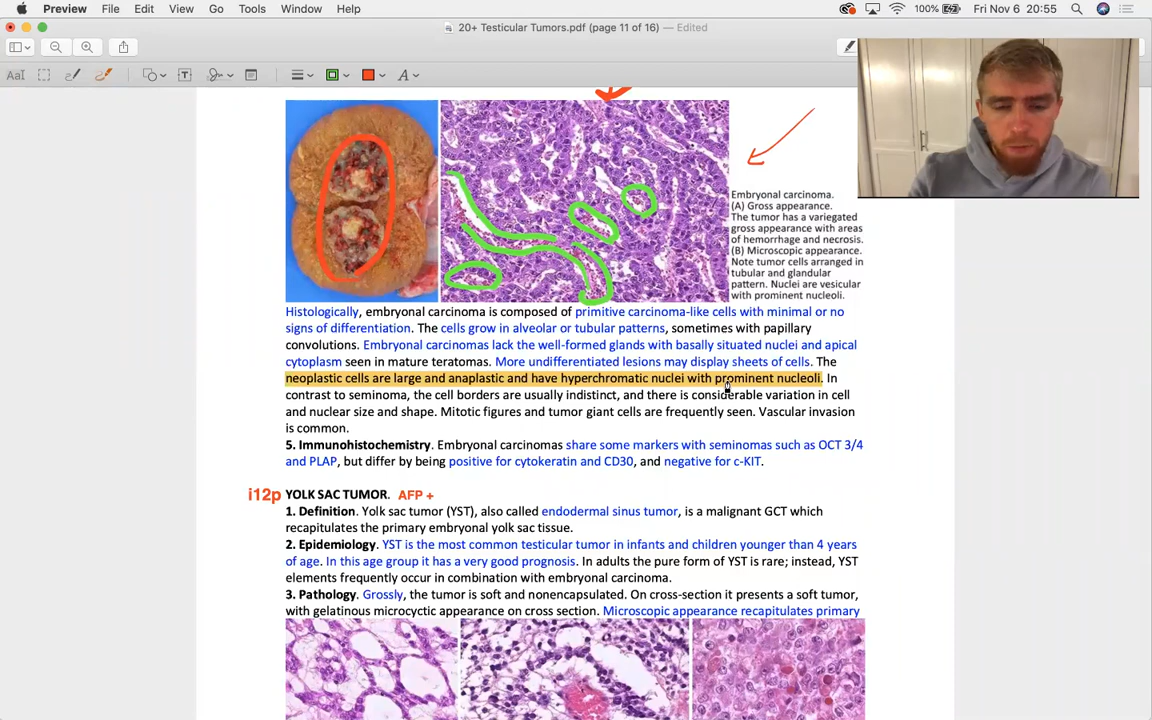 Preview File Edit View Go Tools Window Help 100% Fri Nov 6 20:55
20+ Testicular Tumors.pdf (page 11 of 16) — Edited
Embryonal carcinoma.
(A) Gross appearance.
The tumor has a variegated
gross appearance with areas
of hemorrhage and necrosis.
(B) Microscopic appearance.
Note tumor cells arranged in
tubular and glandular
pattern. Nuclei are vesicular
with prominent nucleoli.
Histologically, embryonal carcinoma is composed of primitive carcinoma-like cells with minimal or no
signs of differentiation. The cells grow in alveolar or tubular patterns, sometimes with papillary
convolutions. Embryonal carcinomas lack the well-formed glands with basally situated nuclei and apical
cytoplasm seen in mature teratomas. More undifferentiated lesions may display sheets of cells. The
neoplastic cells are large and anaplastic and have hyperchromatic nuclei with prominent nucleoli. In
contrast to seminoma, the cell borders are usually indistinct, and there is considerable variation in cell
and nuclear size and shape. Mitotic figures and tumor giant cells are frequently seen. Vascular invasion
is common.
5. Immunohistochemistry. Embryonal carcinomas share some markers with seminomas such as OCT 3/4
and PLAP, but differ by being positive for cytokeratin and CD30, and negative for c-KIT.
i12p YOLK SAC TUMOR. AFP +
1. Definition. Yolk sac tumor (YST), also called endodermal sinus tumor, is a malignant GCT which
recapitulates the primary embryonal yolk sac tissue.
2. Epidemiology. YST is the most common testicular tumor in infants and children younger than 4 years
of age. In this age group it has a very good prognosis. In adults the pure form of YST is rare; instead, YST
elements frequently occur in combination with embryonal carcinoma.
3. Pathology. Grossly, the tumor is soft and nonencapsulated. On cross-section it presents a soft tumor,
with gelatinous microcyctic appearance on cross section. Microscopic appearance recapitulates primary